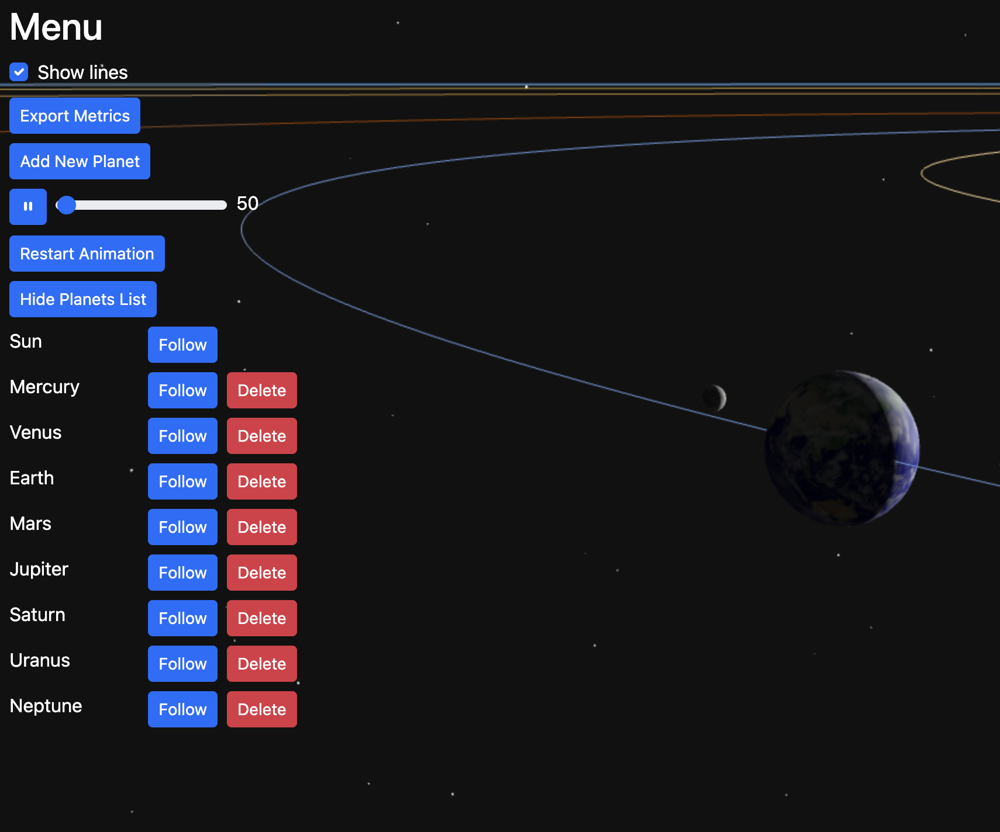 Menu
Show lines
Export Metrics
Add New Planet
50
Restart Animation
Hide Planets List
Sun Follow
Mercury Follow Delete
Venus Follow Delete
Earth Follow Delete
Mars Follow Delete
Jupiter Follow Delete
Saturn Follow Delete
Uranus Follow Delete
Neptune Follow Delete